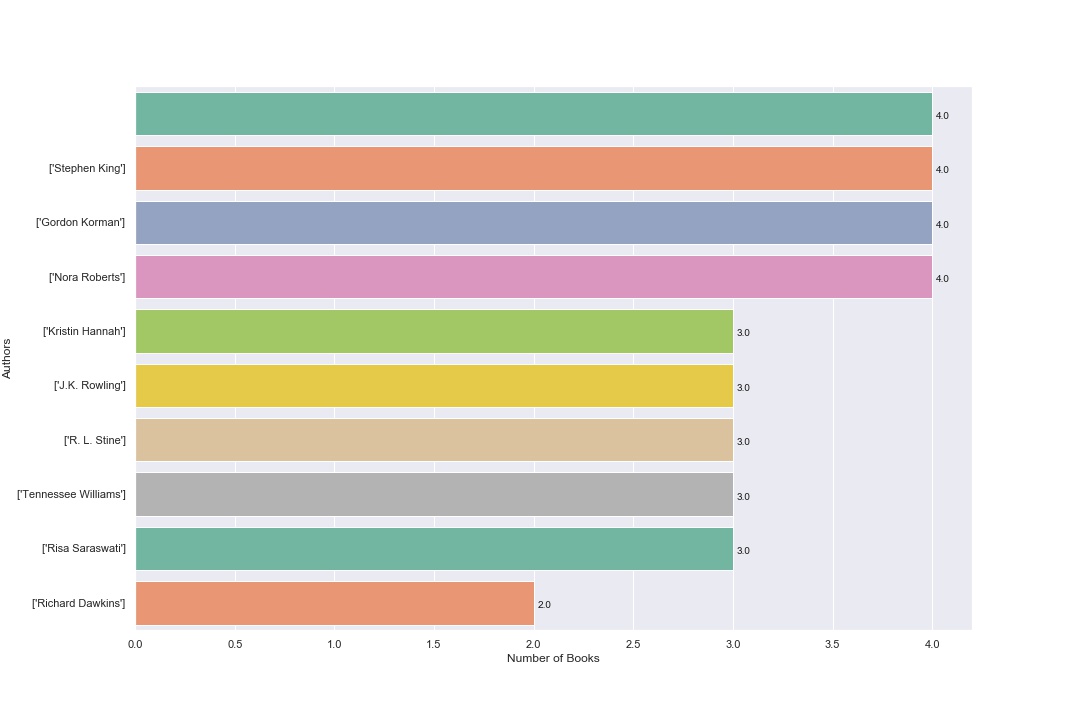 4.0
['Stephen King'] 4.0
['Gordon Korman'] 4.0
['Nora Roberts'] 4.0
['Kristin Hannah'] 3.0
['J.K. Rowling'] 3.0
['R. L. Stine'] 3.0
['Tennessee Williams'] 3.0
['Risa Saraswati'] 3.0
['Richard Dawkins'] 2.0
Authors
0.0 0.5 1.0 1.5 2.0 2.5 3.0 3.5 4.0
Number of Books